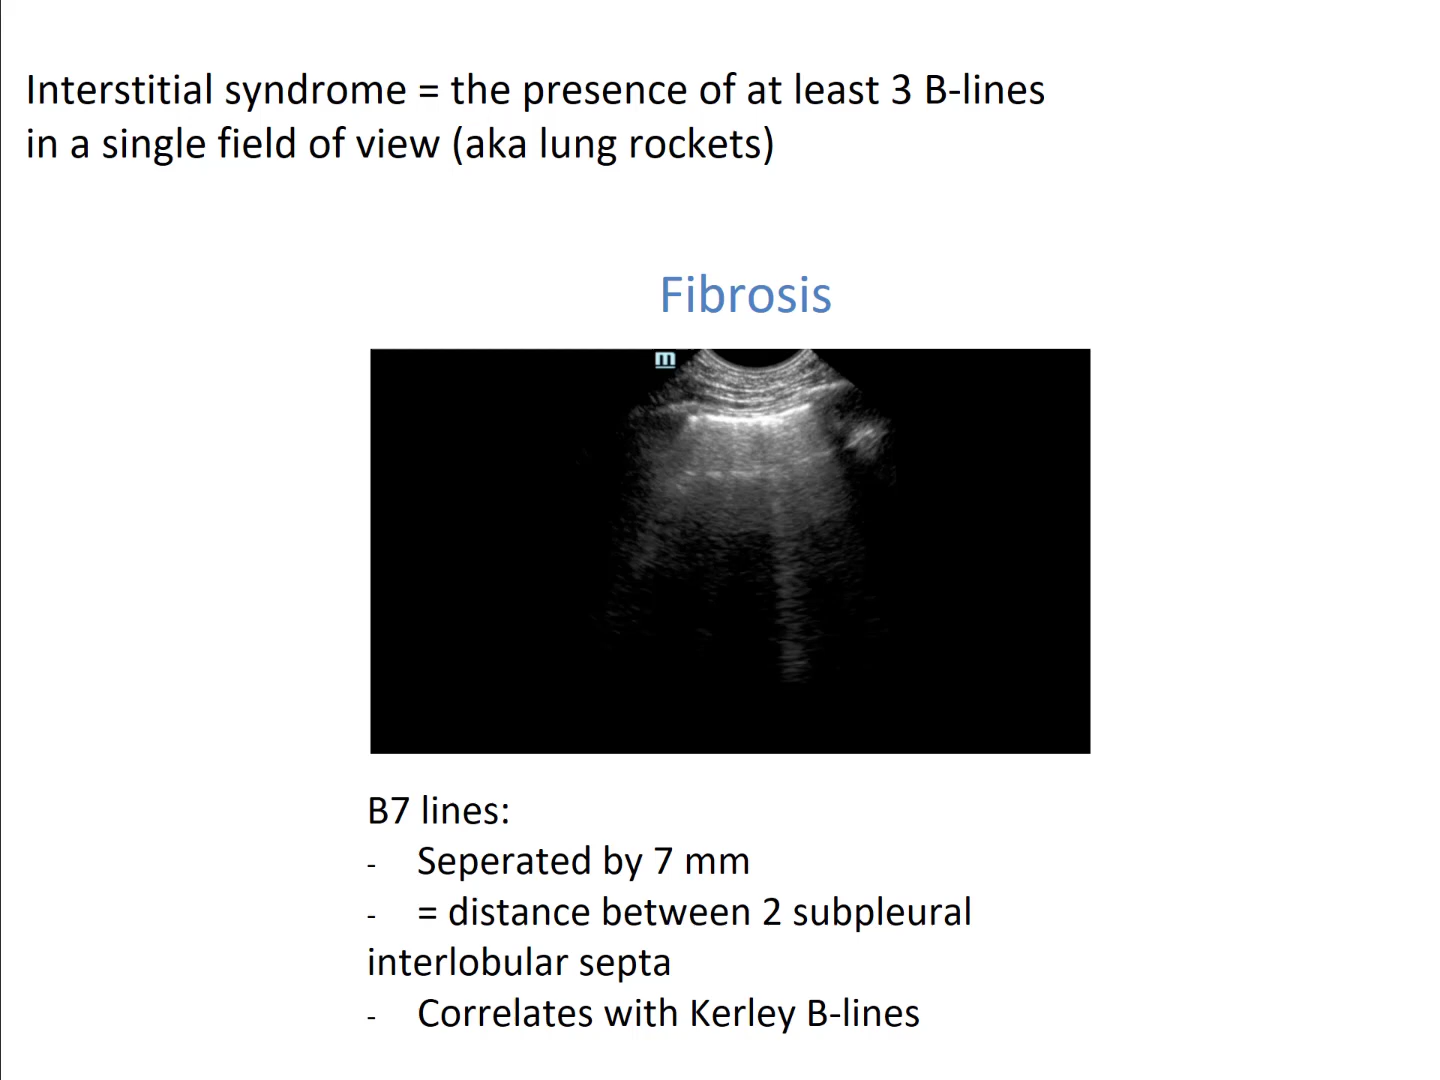 Interstitial syndrome = the presence of at least 3 B-lines
in a single field of view (aka lung rockets)
Fibrosis
m
B7 lines:
- Seperated by 7 mm
- = distance between 2 subpleural
interlobular septa
- Correlates with Kerley B-lines